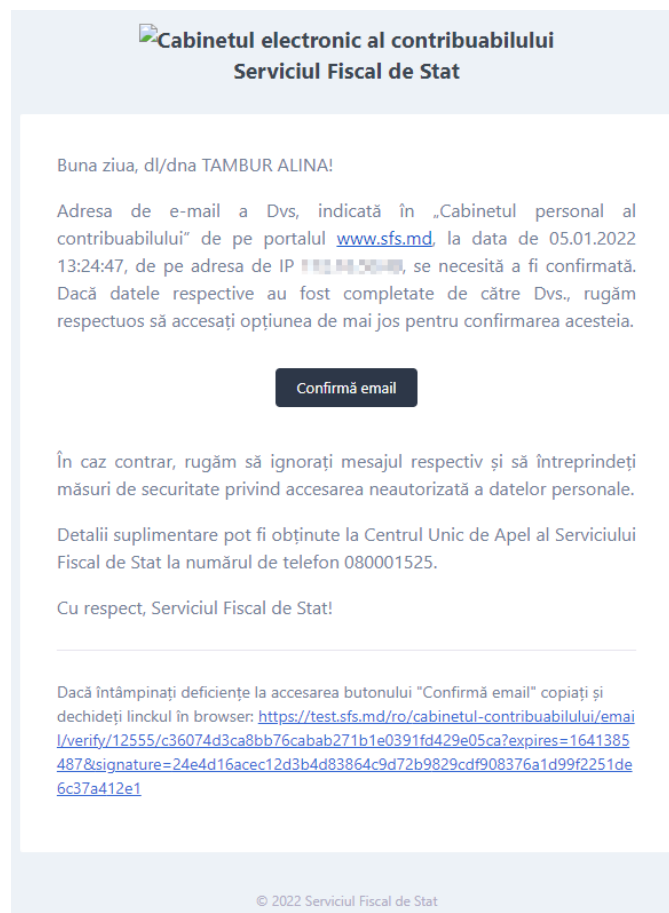 Cabinetul electronic al contribuabilului
Serviciul Fiscal de Stat
Buna ziua, dl/dna TAMBUR ALINA!
Adresa de e-mail a Dvs, indicată în „Cabinetul personal al
contribuabilului” de pe portalul www.sfs.md, la data de 05.01.2022
13:24:47, de pe adresa de IP , se necesită a fi confirmată.
Dacă datele respective au fost completate de către Dvs., rugăm
respectuos să accesați opțiunea de mai jos pentru confirmarea acesteia.
Confirmă email
În caz contrar, rugăm să ignorați mesajul respectiv și să întreprindeți
măsuri de securitate privind accesarea neautorizată a datelor personale.
Detalii suplimentare pot fi obținute la Centrul Unic de Apel al Serviciului
Fiscal de Stat la numărul de telefon 080001525.
Cu respect, Serviciul Fiscal de Stat!
Dacă întâmpinați deficiențe la accesarea butonului "Confirmă email" copiați și
dechideți linckul în browser: https://test.sfs.md/ro/cabinetul-contribuabilului/emai
l/verify/12555/c36074d3ca8bb76cabab271b1e0391fd429e05ca?expires=1641385
487&signature=24e4d16acec12d3b4d83864c9d72b9829cdf908376a1d99f2251de
6c37a412e1
© 2022 Serviciul Fiscal de Stat